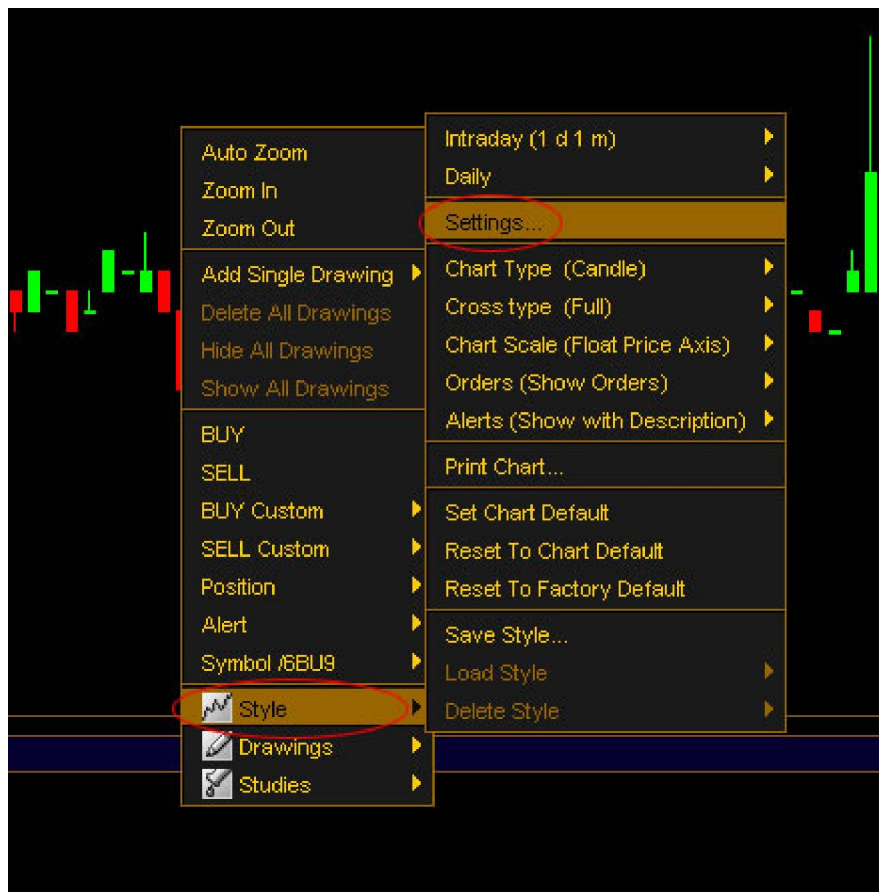 Auto Zoom
Zoom In
Zoom Out
Add Single Drawing
Delete All Drawings
Hide All Drawings
Show All Drawings
BUY
SELL
BUY Custom
SELL Custom
Position
Alert
Symbol /6BU9
Style
Drawings
Studies
Intraday (1 d 1 m)
Daily
Settings...
Chart Type (Candle)
Cross type (Full)
Chart Scale (Float Price Axis)
Orders (Show Orders)
Alerts (Show with Description)
Print Chart...
Set Chart Default
Reset To Chart Default
Reset To Factory Default
Save Style...
Load Style
Delete Style